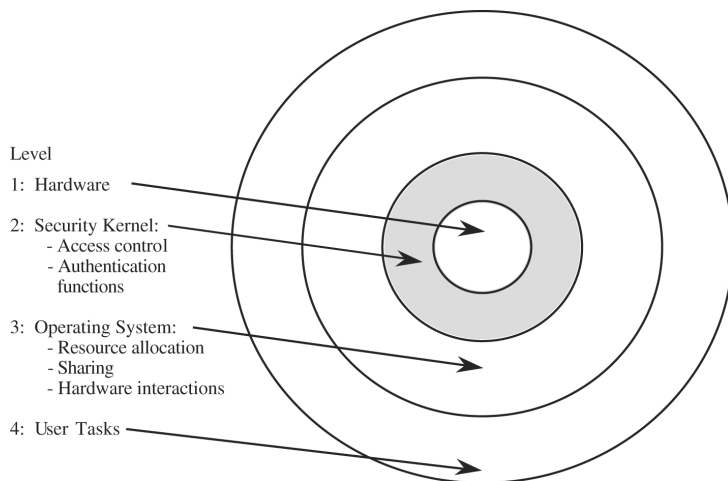 Level
1: Hardware
2: Security Kernel:
- Access control
- Authentication
functions
3: Operating System:
- Resource allocation
- Sharing
- Hardware interactions
4: User Tasks